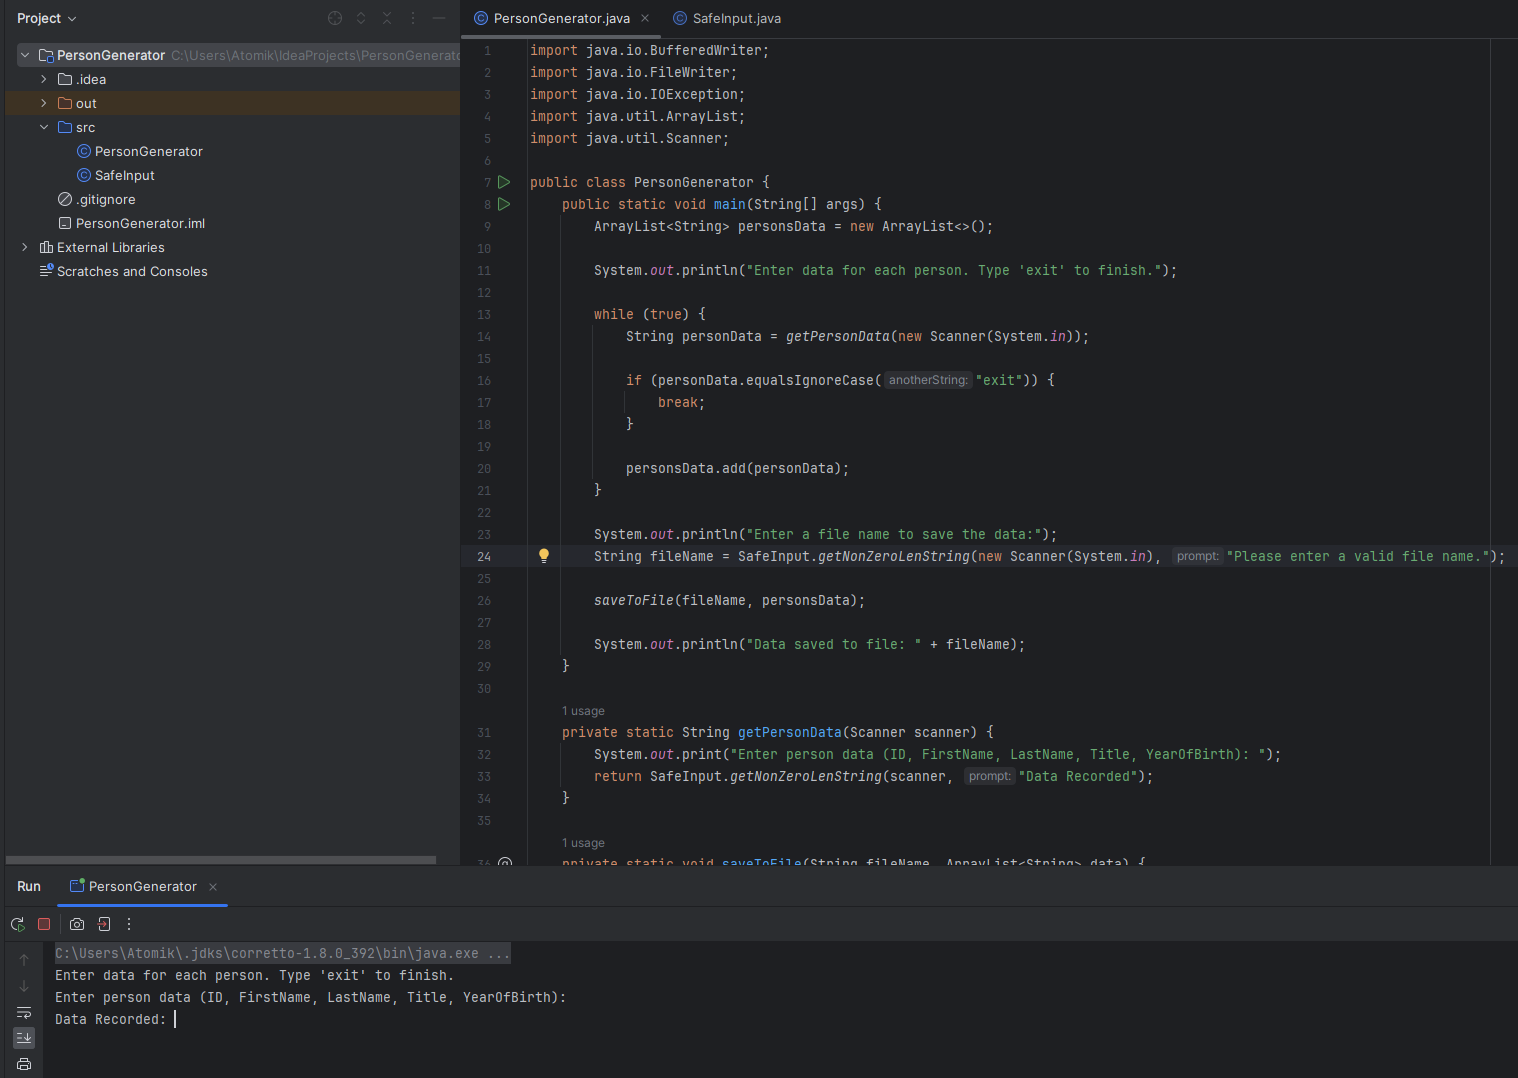 Project
PersonGenerator C:\Users\Atomik\IdeaProjects\PersonGenerato
.idea
out
src
PersonGenerator
SafeInput
.gitignore
PersonGenerator.iml
External Libraries
Scratches and Consoles
PersonGenerator.java
SafeInput.java
1 import java.io.BufferedWriter;
2 import java.io.FileWriter;
3 import java.io.IOException;
4 import java.util.ArrayList;
5 import java.util.Scanner;
6
7 public class PersonGenerator {
8 public static void main(String[] args) {
9 ArrayList<String> personsData = new ArrayList<>();
10
11 System.out.println("Enter data for each person. Type 'exit' to finish.");
12
13 while (true) {
14 String personData = getPersonData(new Scanner(System.in));
15
16 if (personData.equalsIgnoreCase( anotherString: "exit")) {
17 break;
18 }
19
20 personsData.add(personData);
21 }
22
23 System.out.println("Enter a file name to save the data:");
24 String fileName = SafeInput.getNonZeroLenString(new Scanner(System.in), prompt: "Please enter a valid file name.");
25
26 saveToFile(fileName, personsData);
27
28 System.out.println("Data saved to file: " + fileName);
29 }
30
1 usage
31 private static String getPersonData(Scanner scanner) {
32 System.out.print("Enter person data (ID, FirstName, LastName, Title, YearOfBirth): ");
33 return SafeInput.getNonZeroLenString(scanner, prompt: "Data Recorded");
34 }
35
1 usage
36 private static void saveToFile(String fileName, ArrayList<String> data) {
Run
PersonGenerator
C:\Users\Atomik\.jdks\corretto-1.8.0_392\bin\java.exe ...
Enter data for each person. Type 'exit' to finish.
Enter person data (ID, FirstName, LastName, Title, YearOfBirth):
Data Recorded: